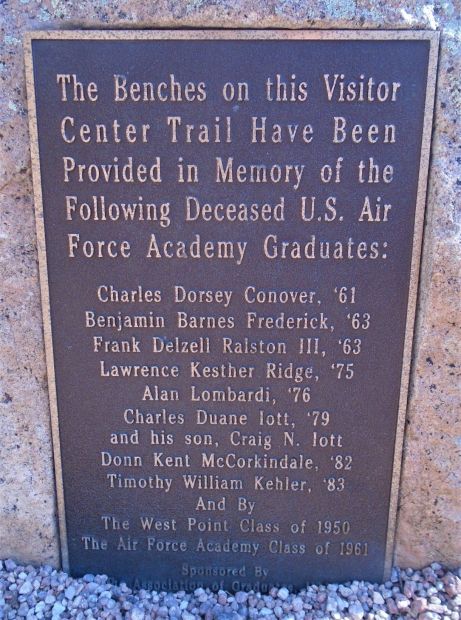 The Benches on this Visitor
Center Trail Have Been
Provided in Memory of the
Following Deceased U.S. Air
Force Academy Graduates:
Charles Dorsey Conover, '61
Benjamin Barnes Frederick, '63
Frank Delzell Ralston III, '63
Lawrence Kesther Ridge, '75
Alan Lombardi, '76
Charles Duane Iott, '79
and his son, Craig N. Iott
Donn Kent McCorkindale, '82
Timothy William Kehler, '83
And By
The West Point Class of 1950
The Air Force Academy Class of 1961
Sponsored By
Association of